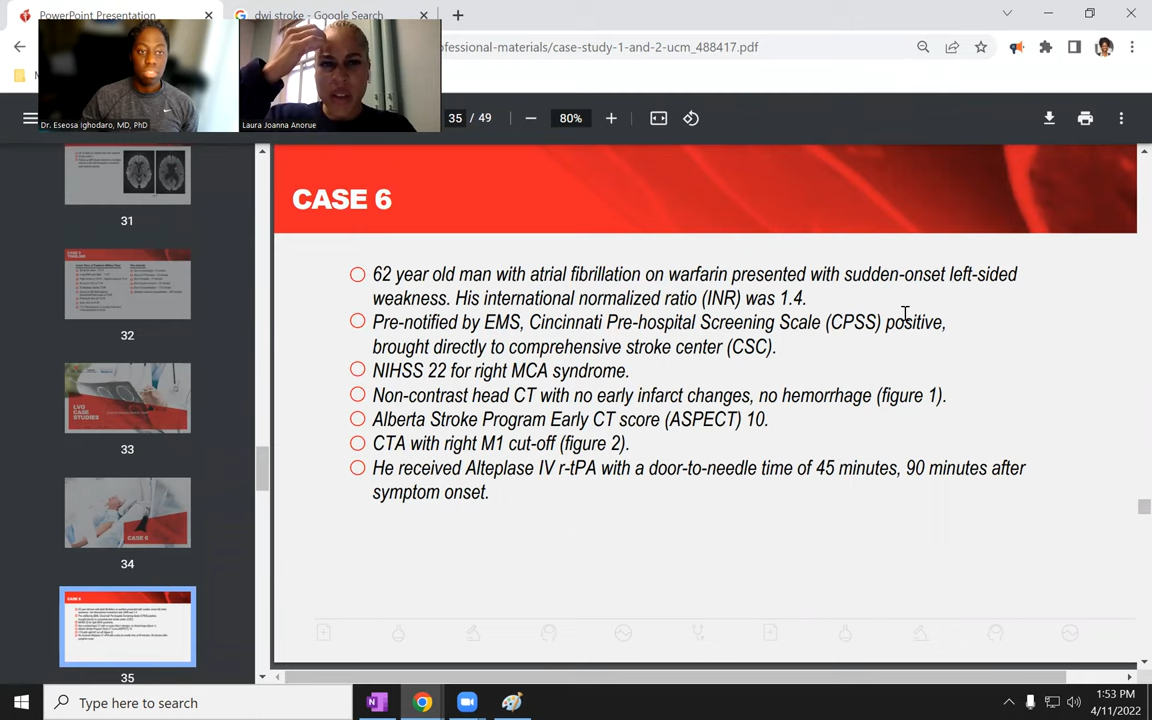 PowerPoint Presentation
dwi stroke - Google Search
ofessional-materials/case-study-1-and-2-ucm_488417.pdf
Dr. Eseosa Ighodaro, MD, PhD
Laura Joanna Anorue
35 / 49
80%
31
32
LVO
CASE
STUDIES
33
CASE 6
34
CASE 6
35
CASE 6
62 year old man with atrial fibrillation on warfarin presented with sudden-onset left-sided
weakness. His international normalized ratio (INR) was 1.4.
Pre-notified by EMS, Cincinnati Pre-hospital Screening Scale (CPSS) positive,
brought directly to comprehensive stroke center (CSC).
NIHSS 22 for right MCA syndrome.
Non-contrast head CT with no early infarct changes, no hemorrhage (figure 1).
Alberta Stroke Program Early CT score (ASPECT) 10.
CTA with right M1 cut-off (figure 2).
He received Alteplase IV r-tPA with a door-to-needle time of 45 minutes, 90 minutes after
symptom onset.
Type here to search
1:53 PM
4/11/2022